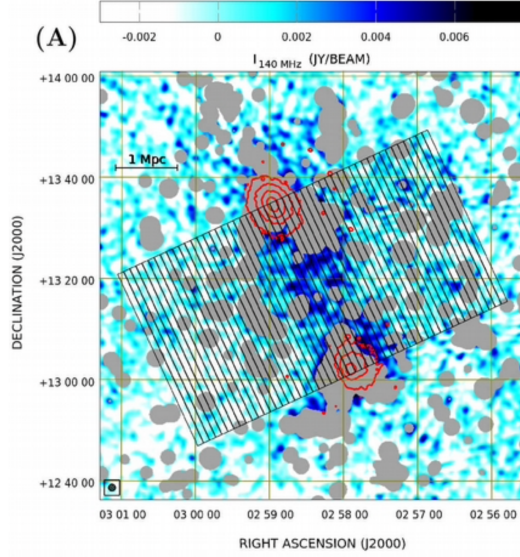 -0.002 0 0.002 0.004 0.006
(A)
I 140 MHz (JY/BEAM)
+14 00 00
1 Mpc
+13 40 00
+13 20 00
+13 00 00
+12 40 00
DECLINATION (J2000)
03 01 00 03 00 00 02 59 00 02 58 00 02 57 00 02 56 00
RIGHT ASCENSION (J2000)